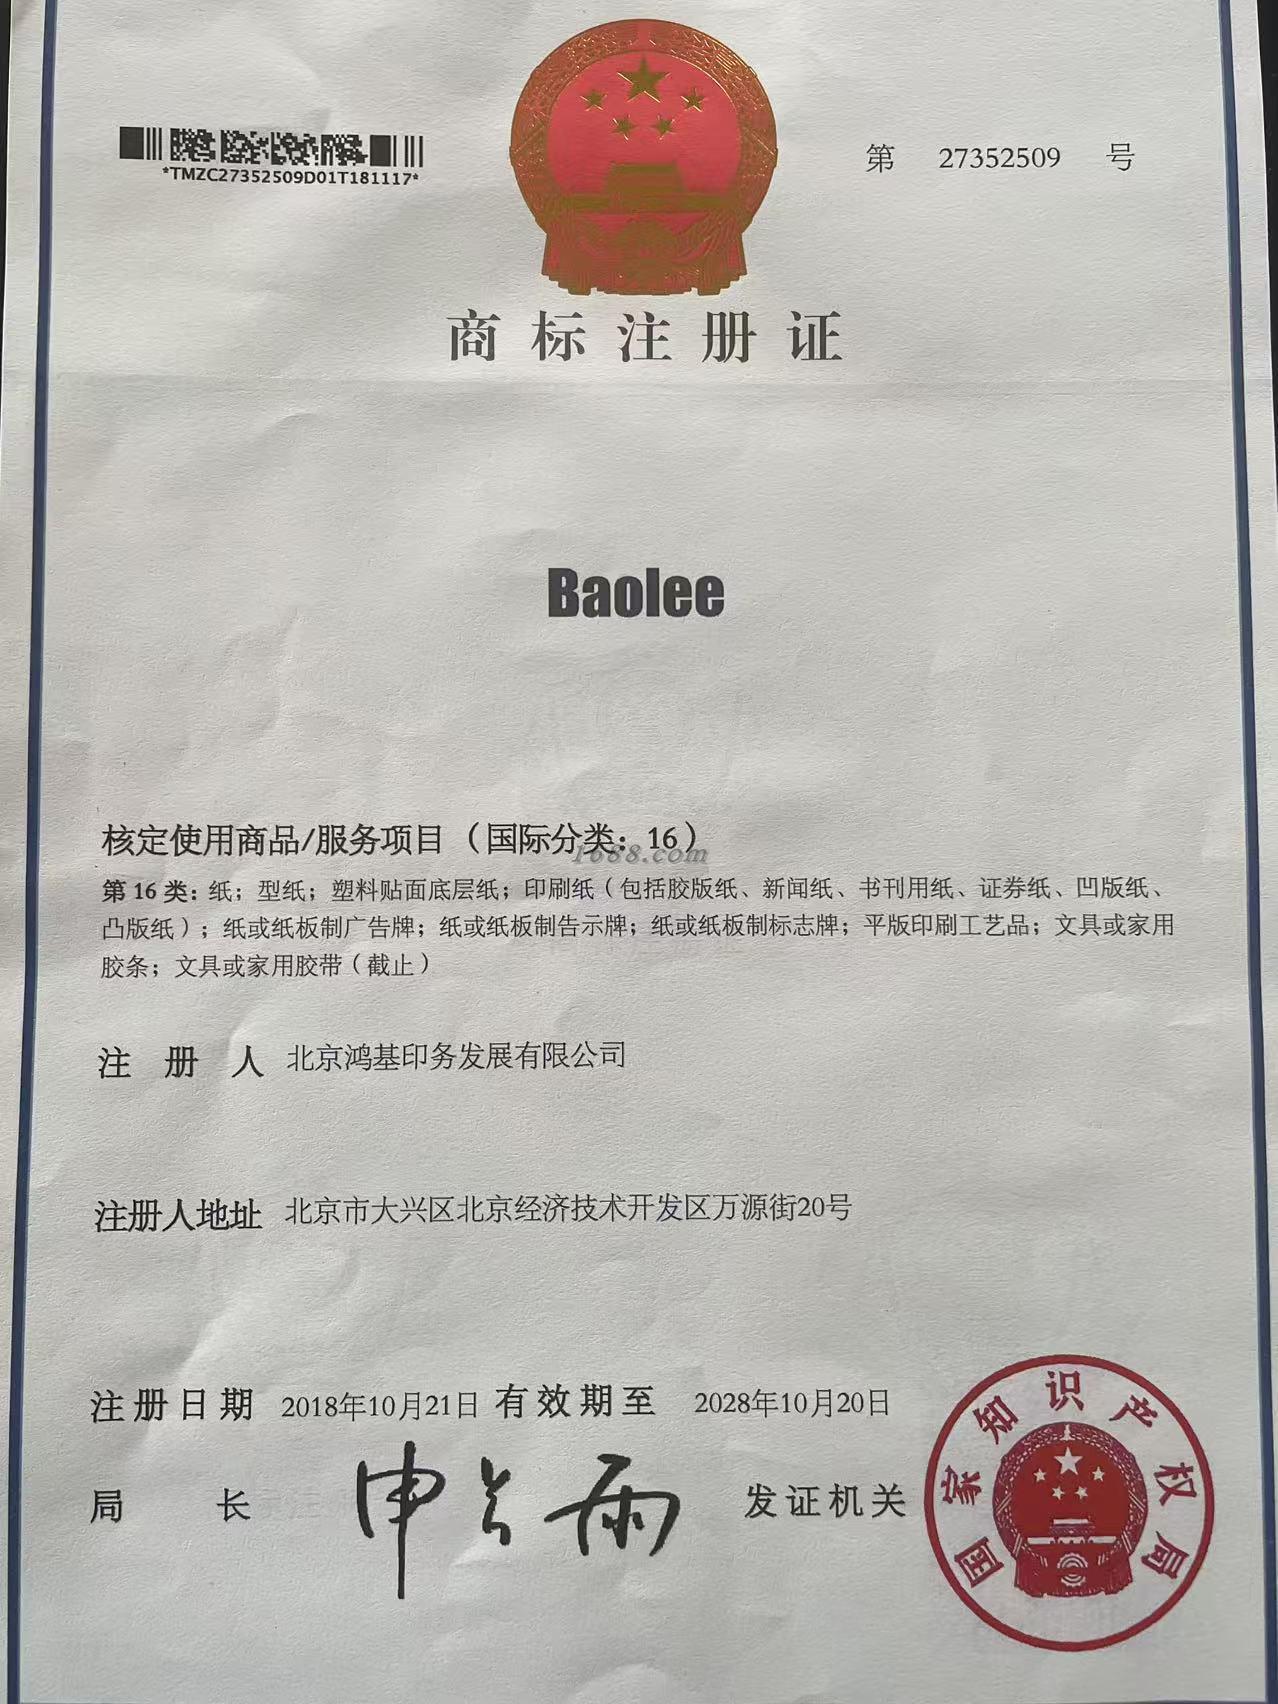 *TMZC27352509D01T181117*
第 27352509 号
商标注册证
Baolee
核定使用商品/服务项目（国际分类：16）
1688.com
第 16 类：纸；型纸；塑料贴面底层纸；印刷纸（包括胶版纸、新闻纸、书刊用纸、证券纸、凹版纸、
凸版纸）；纸或纸板制广告牌；纸或纸板制告示牌；纸或纸板制标志牌；平版印刷工艺品；文具或家用
胶条；文具或家用胶带（截止）
注册人 北京鸿基印务发展有限公司
注册人地址 北京市大兴区北京经济技术开发区万源街20号
注册日期 2018年10月21日 有效期至 2028年10月20日
局长 申长雨 发证机关
国家知识产权局